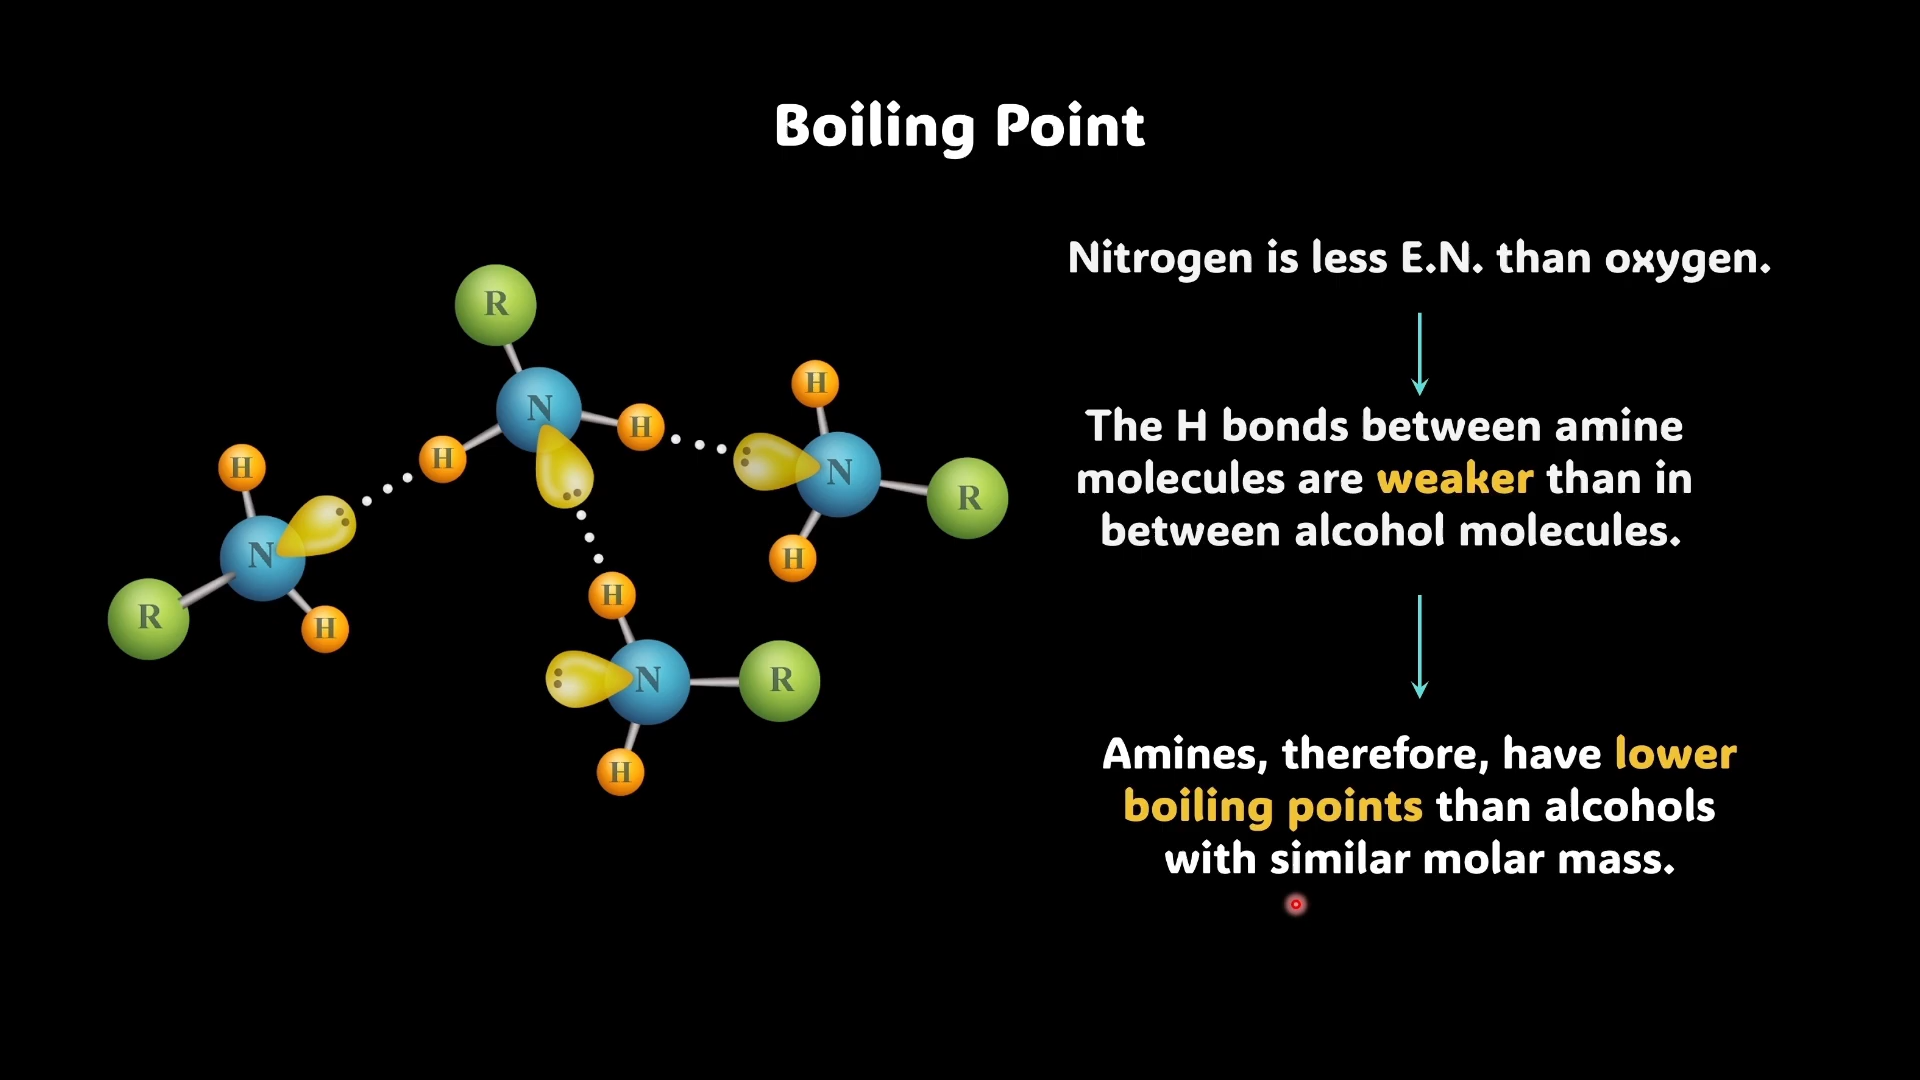 Boiling Point
Nitrogen is less E.N. than oxygen.
The H bonds between amine
molecules are weaker than in
between alcohol molecules.
Amines, therefore, have lower
boiling points than alcohols
with similar molar mass.
R
N
H
H
H
N
R
H
H
N
R
H
H
N
R
H